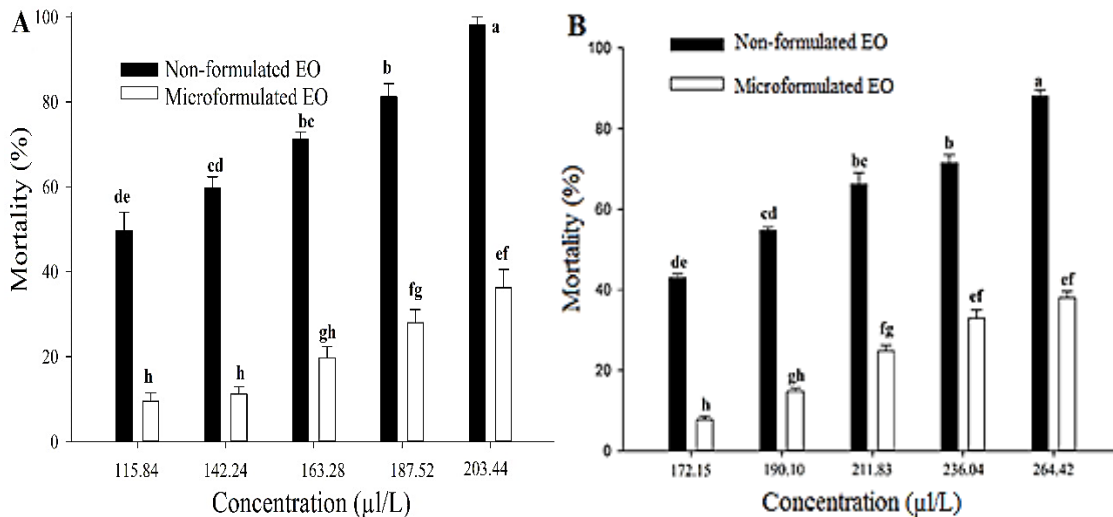 A
Non-formulated EO
Microformulated EO
Mortality (%)
100
80
60
40
20
0
de
h
cd
h
bc
gh
b
fg
a
ef
115.84 142.24 163.28 187.52 203.44
Concentration (µl/L)
B
Non-formulated EO
Microformulated EO
Mortality (%)
100
80
60
40
20
0
de
h
cd
gh
bc
fg
b
ef
a
ef
172.15 190.10 211.83 236.04 264.42
Concentration (µl/L)